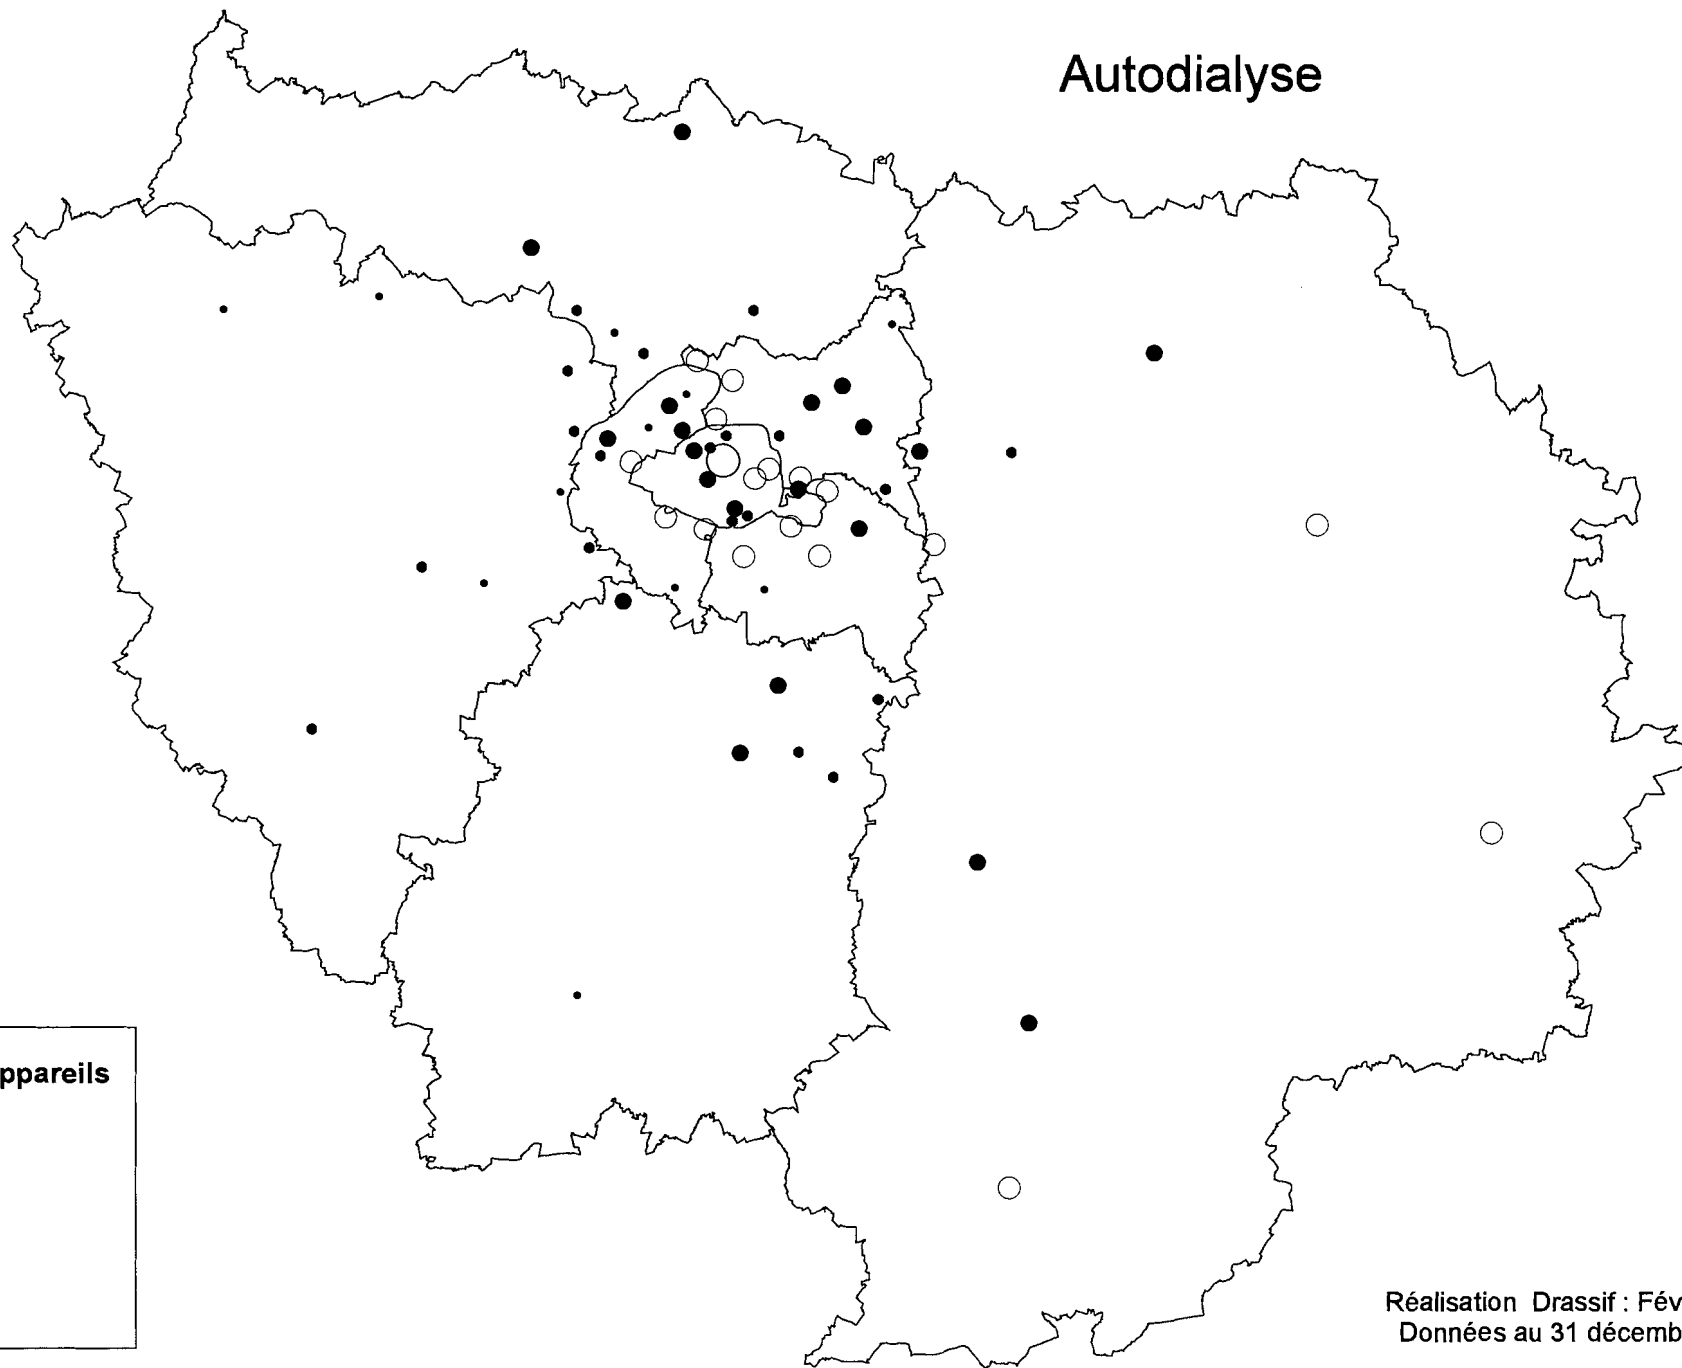 Autodialyse
ppareils
Réalisation Drassif : Fév
Données au 31 décemb